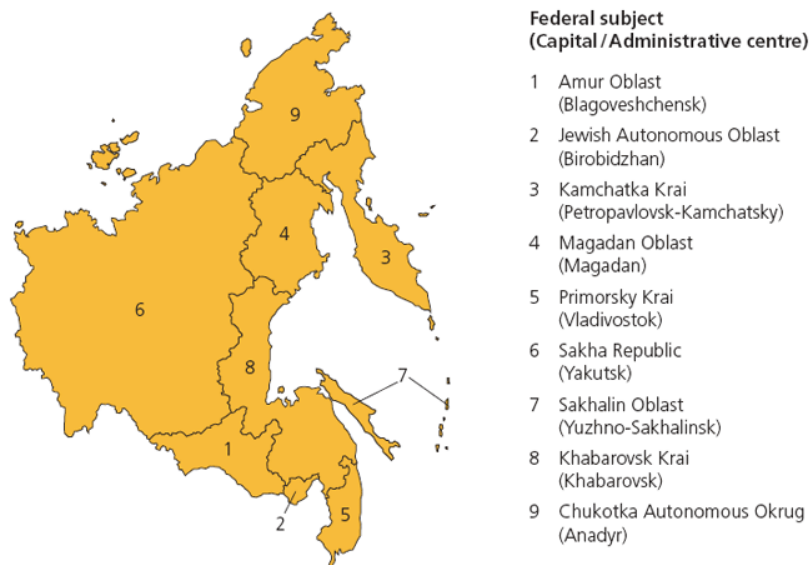 Federal subject
(Capital/Administrative centre)
1 Amur Oblast
(Blagoveshchensk)
2 Jewish Autonomous Oblast
(Birobidzhan)
3 Kamchatka Krai
(Petropavlovsk-Kamchatsky)
4 Magadan Oblast
(Magadan)
5 Primorsky Krai
(Vladivostok)
6 Sakha Republic
(Yakutsk)
7 Sakhalin Oblast
(Yuzhno-Sakhalinsk)
8 Khabarovsk Krai
(Khabarovsk)
9 Chukotka Autonomous Okrug
(Anadyr)
9
4
3
6
8
7
1
2
5